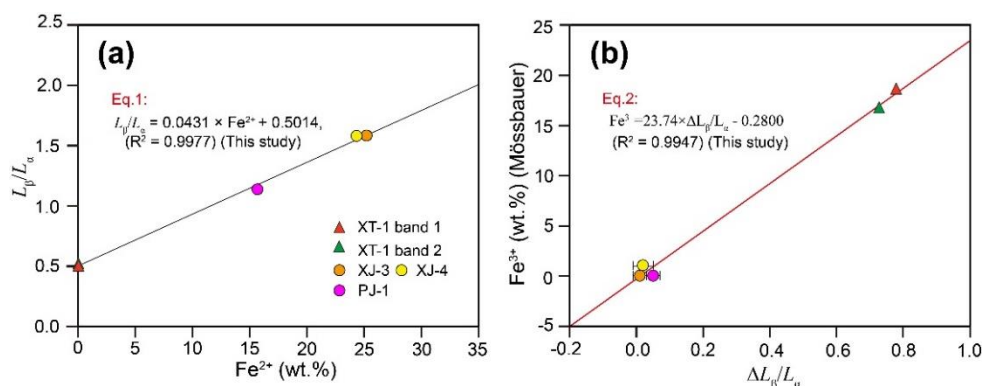 (a)
Eq.1:
Lβ/Lα = 0.0431 × Fe²⁺ + 0.5014,
(R² = 0.9977) (This study)
Lβ/Lα
2.5
2.0
1.5
1.0
0.5
0.0
XT-1 band 1
XT-1 band 2
XJ-3 XJ-4
PJ-1
0 5 10 15 20 25 30 35
Fe²⁺ (wt.%)
(b)
Eq.2:
Fe³ =23.74×ΔLβ/Lα - 0.2800
(R² = 0.9947) (This study)
Fe³⁺ (wt.%) (Mössbauer)
25
20
15
10
5
0
-5
-0.2 0.0 0.2 0.4 0.6 0.8 1.0
ΔLβ/Lα